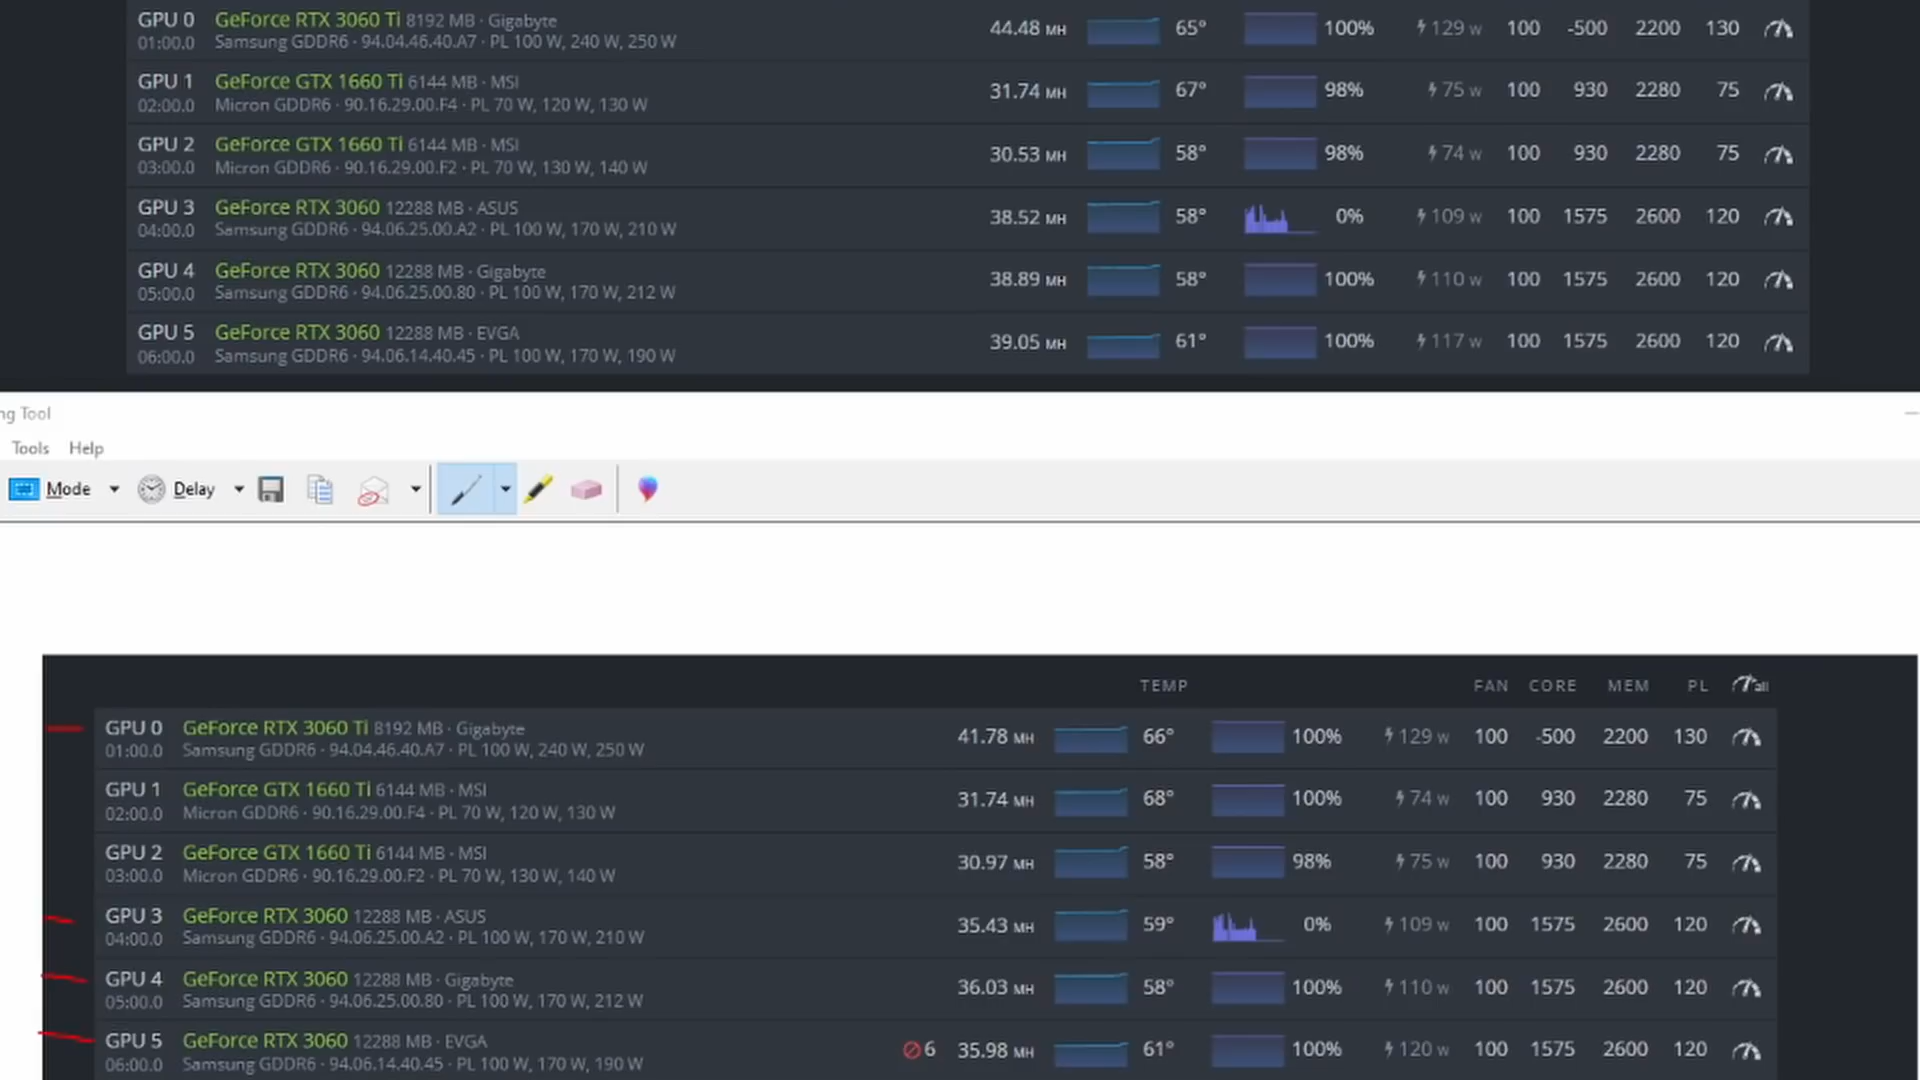 GPU 0 GeForce RTX 3060 Ti 8192 MB · Gigabyte 44.48 MH 65° 100% 129 W 100 -500 2200 130
01:00.0 Samsung GDDR6 · 94.04.46.40.A7 · PL 100 W, 240 W, 250 W
GPU 1 GeForce GTX 1660 Ti 6144 MB · MSI 31.74 MH 67° 98% 75 W 100 930 2280 75
02:00.0 Micron GDDR6 · 90.16.29.00.F4 · PL 70 W, 120 W, 130 W
GPU 2 GeForce GTX 1660 Ti 6144 MB · MSI 30.53 MH 58° 98% 74 W 100 930 2280 75
03:00.0 Micron GDDR6 · 90.16.29.00.F2 · PL 70 W, 130 W, 140 W
GPU 3 GeForce RTX 3060 12288 MB · ASUS 38.52 MH 58° 0% 109 W 100 1575 2600 120
04:00.0 Samsung GDDR6 · 94.06.25.00.A2 · PL 100 W, 170 W, 210 W
GPU 4 GeForce RTX 3060 12288 MB · Gigabyte 38.89 MH 58° 100% 110 W 100 1575 2600 120
05:00.0 Samsung GDDR6 · 94.06.25.00.80 · PL 100 W, 170 W, 212 W
GPU 5 GeForce RTX 3060 12288 MB · EVGA 39.05 MH 61° 100% 117 W 100 1575 2600 120
06:00.0 Samsung GDDR6 · 94.06.14.40.45 · PL 100 W, 170 W, 190 W
ng Tool
Tools Help
Mode Delay
TEMP FAN CORE MEM PL all
GPU 0 GeForce RTX 3060 Ti 8192 MB · Gigabyte 41.78 MH 66° 100% 129 W 100 -500 2200 130
01:00.0 Samsung GDDR6 · 94.04.46.40.A7 · PL 100 W, 240 W, 250 W
GPU 1 GeForce GTX 1660 Ti 6144 MB · MSI 31.74 MH 68° 100% 74 W 100 930 2280 75
02:00.0 Micron GDDR6 · 90.16.29.00.F4 · PL 70 W, 120 W, 130 W
GPU 2 GeForce GTX 1660 Ti 6144 MB · MSI 30.97 MH 58° 98% 75 W 100 930 2280 75
03:00.0 Micron GDDR6 · 90.16.29.00.F2 · PL 70 W, 130 W, 140 W
GPU 3 GeForce RTX 3060 12288 MB · ASUS 35.43 MH 59° 0% 109 W 100 1575 2600 120
04:00.0 Samsung GDDR6 · 94.06.25.00.A2 · PL 100 W, 170 W, 210 W
GPU 4 GeForce RTX 3060 12288 MB · Gigabyte 36.03 MH 58° 100% 110 W 100 1575 2600 120
05:00.0 Samsung GDDR6 · 94.06.25.00.80 · PL 100 W, 170 W, 212 W
GPU 5 GeForce RTX 3060 12288 MB · EVGA 6 35.98 MH 61° 100% 120 W 100 1575 2600 120
06:00.0 Samsung GDDR6 · 94.06.14.40.45 · PL 100 W, 170 W, 190 W